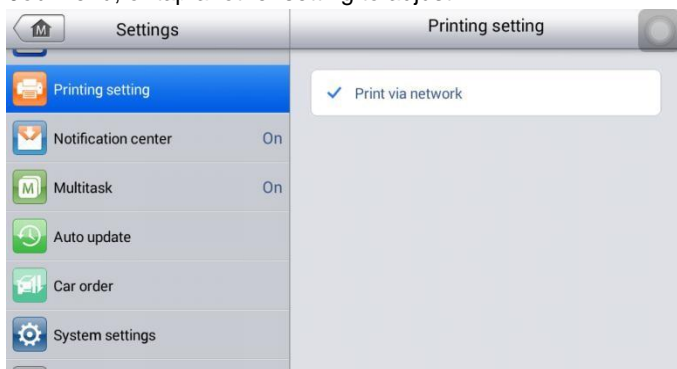 Settings
Printing setting
Printing setting
Print via network
Notification center On
M Multitask On
Auto update
Car order
System settings